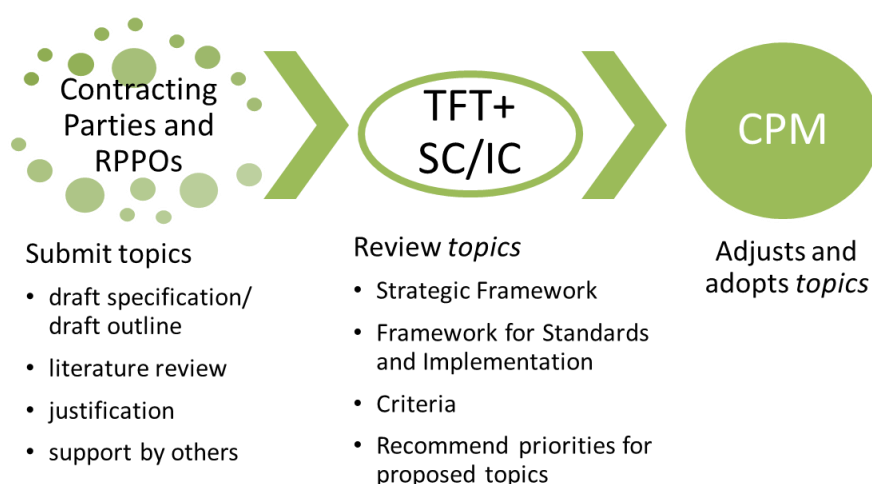 Contracting
Parties and
RPPOs
Submit topics
• draft specification/
draft outline
• literature review
• justification
• support by others
TFT+
SC/IC
Review topics
• Strategic Framework
• Framework for Standards
and Implementation
• Criteria
• Recommend priorities for
proposed topics
CPM
Adjusts and
adopts topics